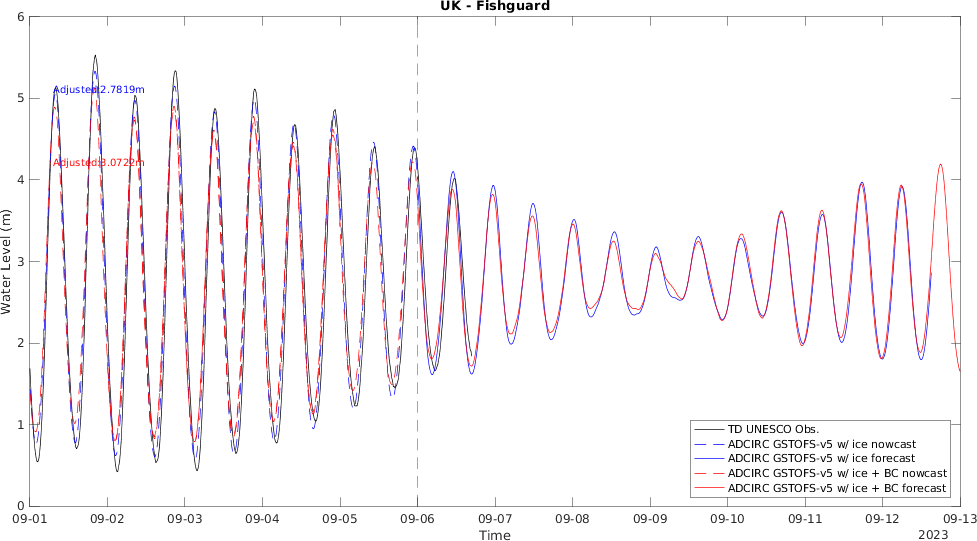 UK - Fishguard
6
5
4
3
2
1
0
Water Level (m)
Adjusted:2.7819m
Adjusted:3.0722m
TD UNESCO Obs.
ADCIRC GSTOFS-v5 w/ ice nowcast
ADCIRC GSTOFS-v5 w/ ice forecast
ADCIRC GSTOFS-v5 w/ ice + BC nowcast
ADCIRC GSTOFS-v5 w/ ice + BC forecast
09-01 09-02 09-03 09-04 09-05 09-06 09-07 09-08 09-09 09-10 09-11 09-12 09-13
Time
2023